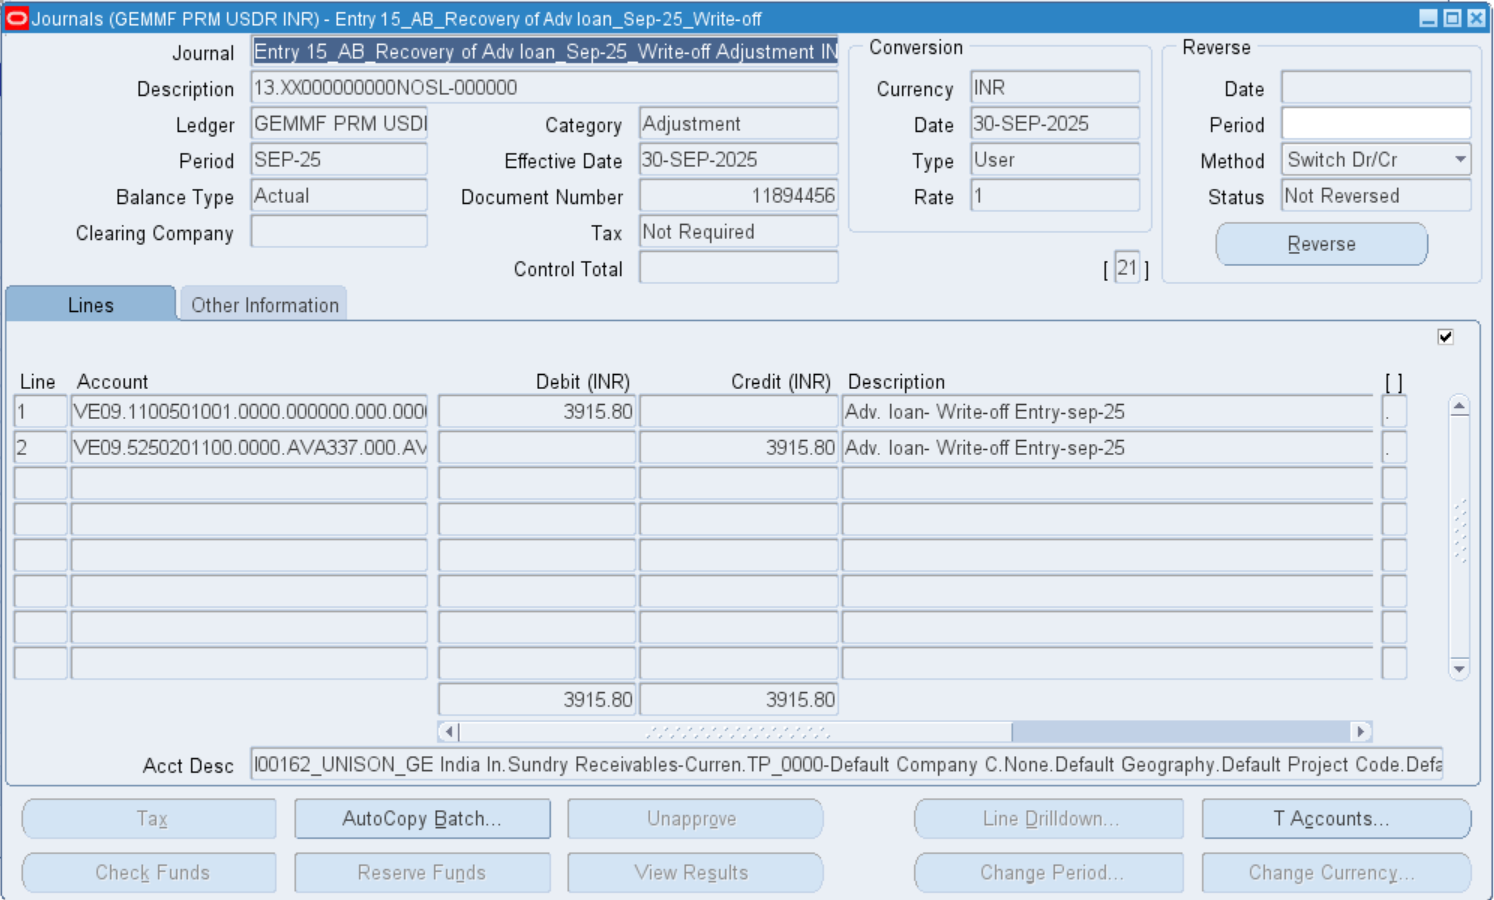 Journals (GEMMF PRM USDR INR) - Entry 15_AB_Recovery of Adv loan_Sep-25_Write-off
Journal Entry 15_AB_Recovery of Adv loan_Sep-25_Write-off Adjustment IN
Description 13.XX000000000NOSL-000000
Ledger GEMMF PRM USDI Category Adjustment
Period SEP-25 Effective Date 30-SEP-2025
Balance Type Actual Document Number 11894456
Clearing Company Tax Not Required
Control Total
Conversion
Currency INR
Date 30-SEP-2025
Type User
Rate 1
[ 21 ]
Reverse
Date
Period
Method Switch Dr/Cr
Status Not Reversed
Reverse
Lines Other Information
Line Account Debit (INR) Credit (INR) Description [ ]
1 VE09.1100501001.0000.000000.000.000 3915.80 Adv. loan- Write-off Entry-sep-25 .
2 VE09.5250201100.0000.AVA337.000.AV 3915.80 Adv. loan- Write-off Entry-sep-25 .
3915.80 3915.80
Acct Desc I00162_UNISON_GE India In.Sundry Receivables-Curren.TP_0000-Default Company C.None.Default Geography.Default Project Code.Defa
Tax AutoCopy Batch... Unapprove Line Drilldown... T Accounts...
Check Funds Reserve Funds View Results Change Period... Change Currency...